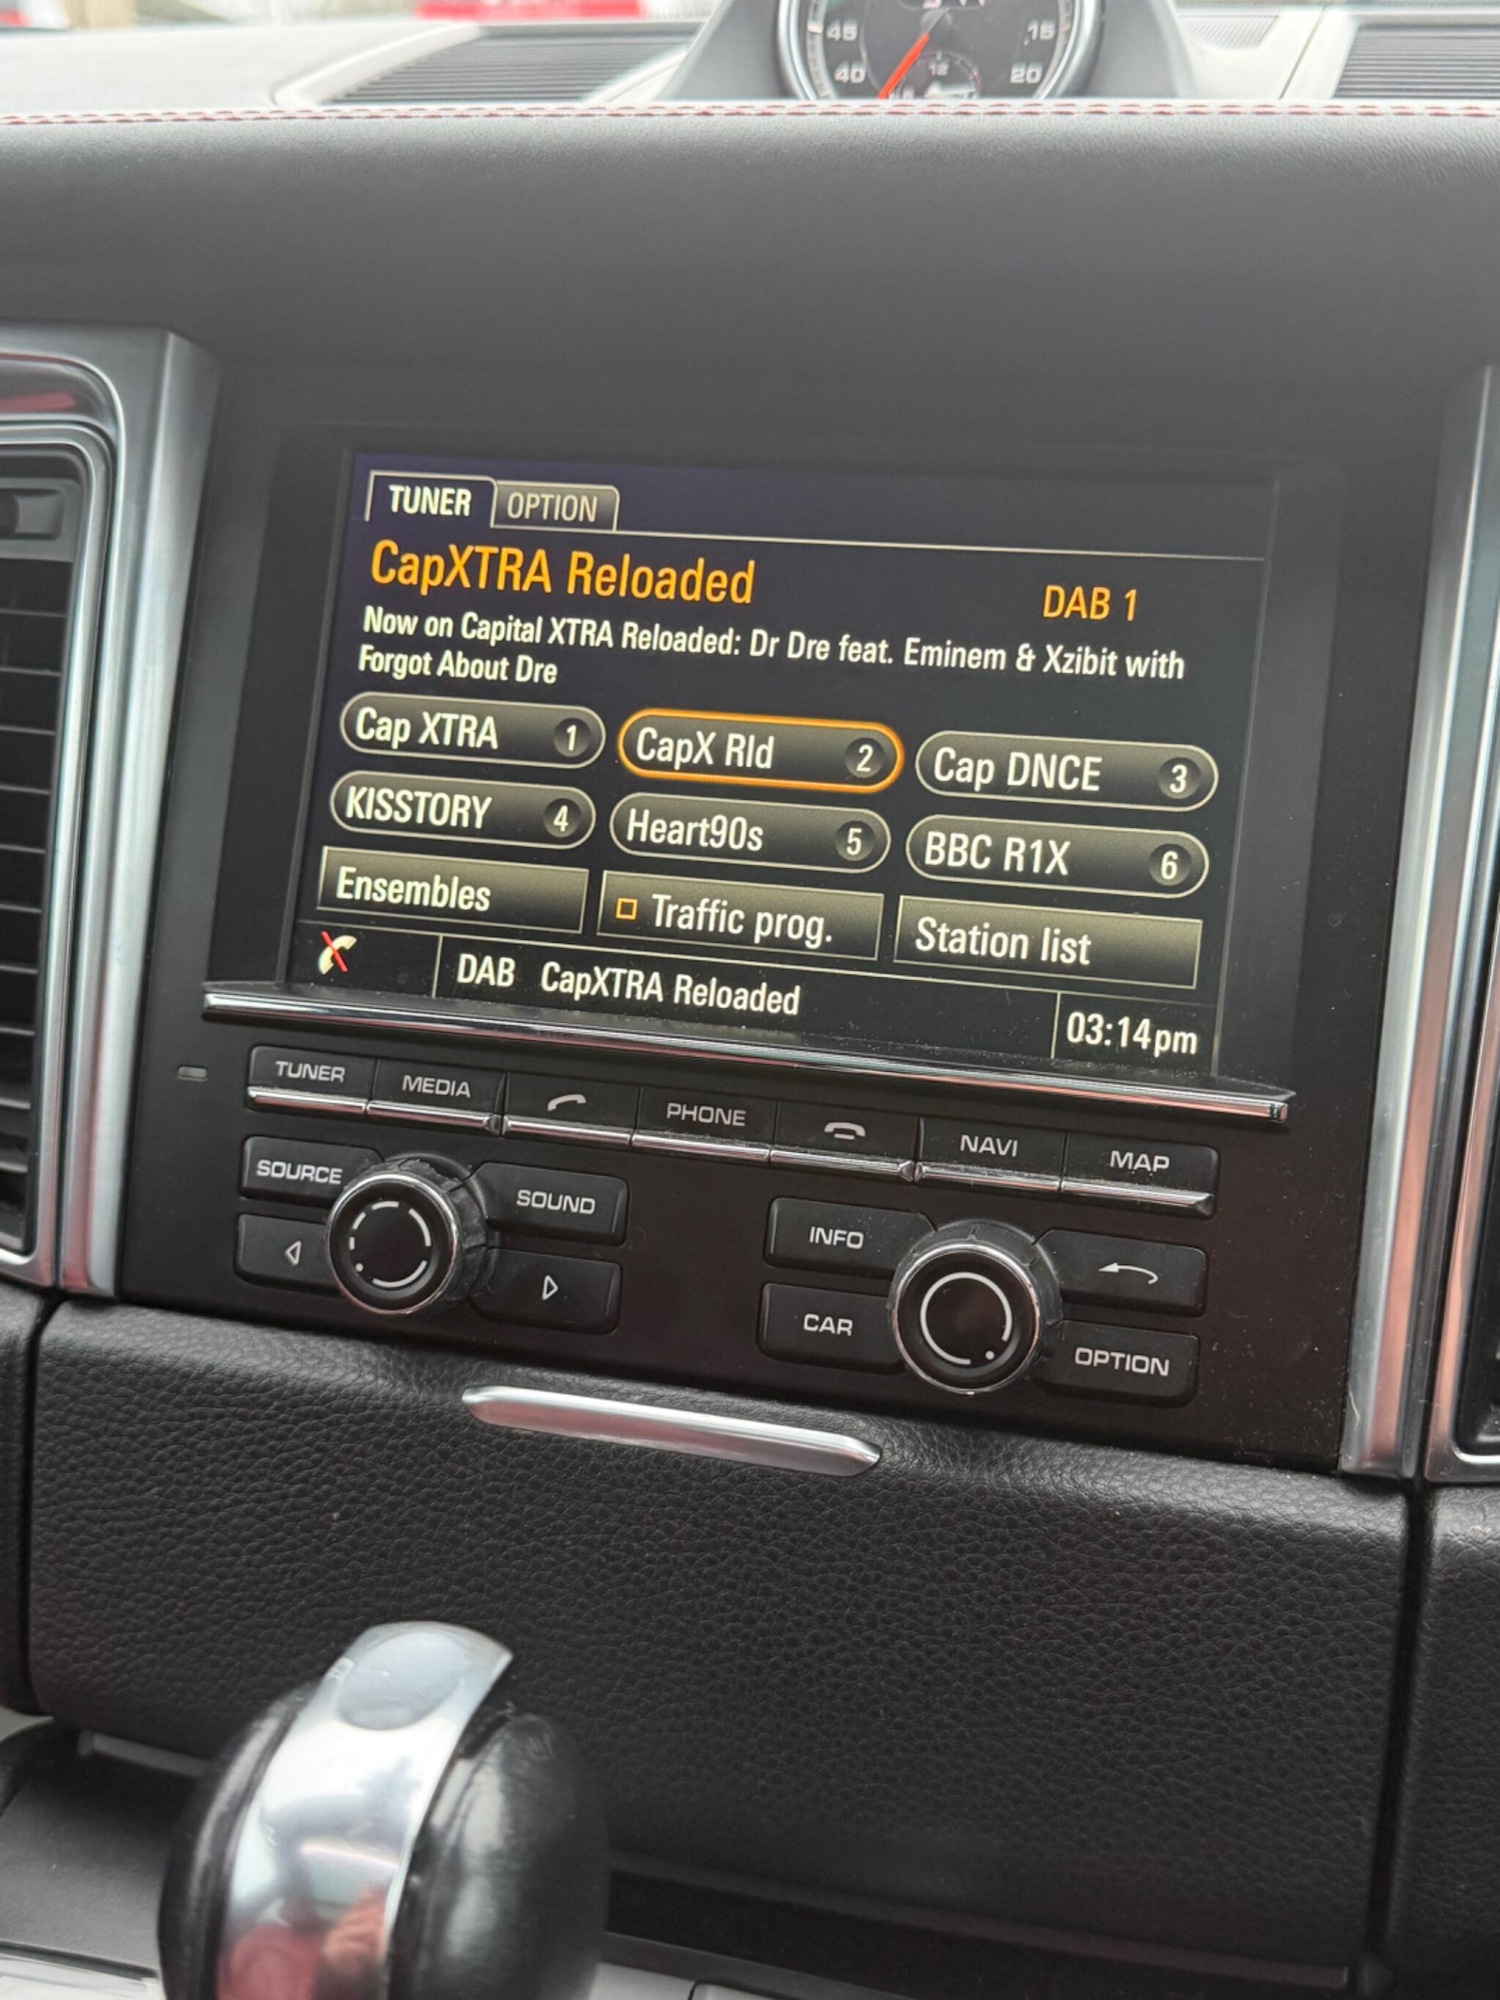 45 15
40 12 20
TUNER OPTION
CapXTRA Reloaded DAB 1
Now on Capital XTRA Reloaded: Dr Dre feat. Eminem & Xzibit with
Forgot About Dre
Cap XTRA 1 CapX Rld 2 Cap DNCE 3
KISSTORY 4 Heart90s 5 BBC R1X 6
Ensembles Traffic prog. Station list
DAB CapXTRA Reloaded 03:14pm
TUNER MEDIA PHONE NAVI MAP
SOURCE SOUND INFO
CAR OPTION